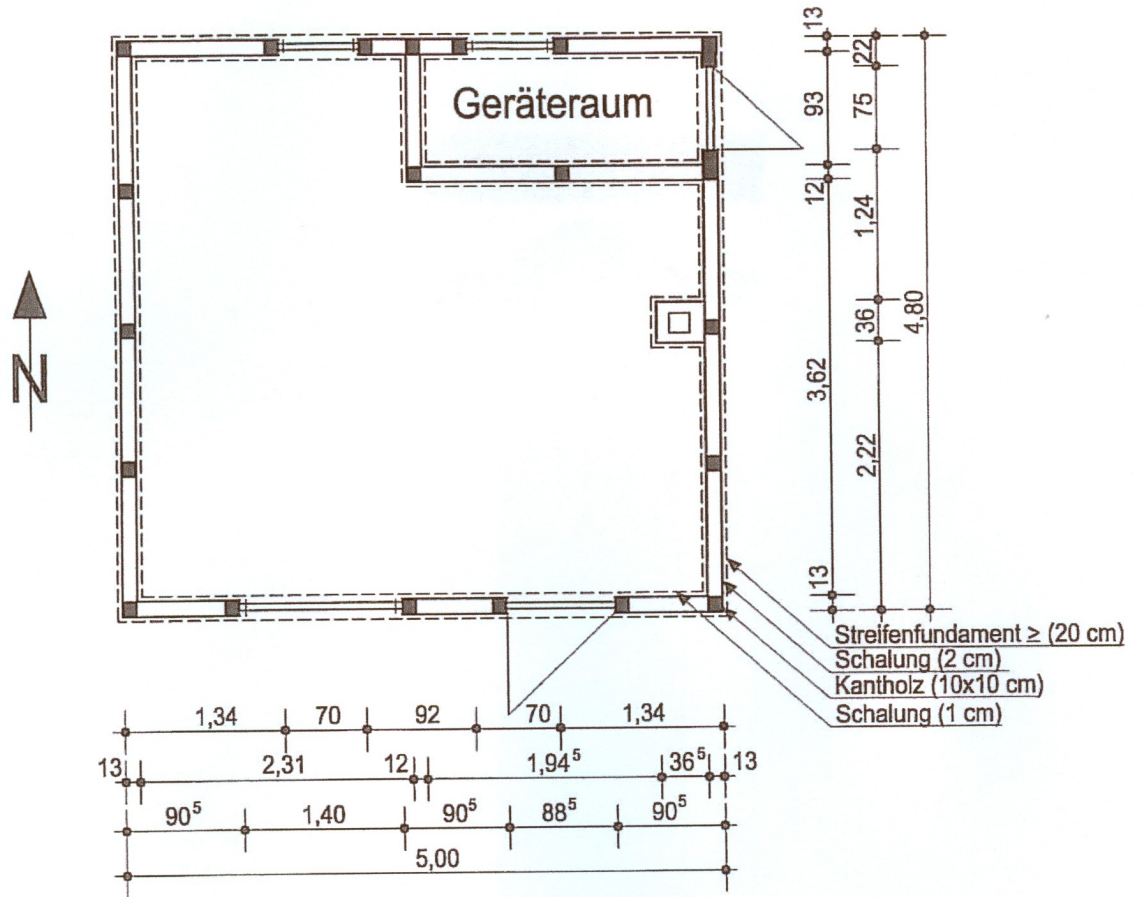 Geräteraum
N
13
93
12
3,62
13
22
75
1,24
36
2,22
4,80
Streifenfundament ≥ (20 cm)
Schalung (2 cm)
Kantholz (10x10 cm)
Schalung (1 cm)
1,34 70 92 70 1,34
13 2,31 12 1,94⁵ 36⁵ 13
90⁵ 1,40 90⁵ 88⁵ 90⁵
5,00